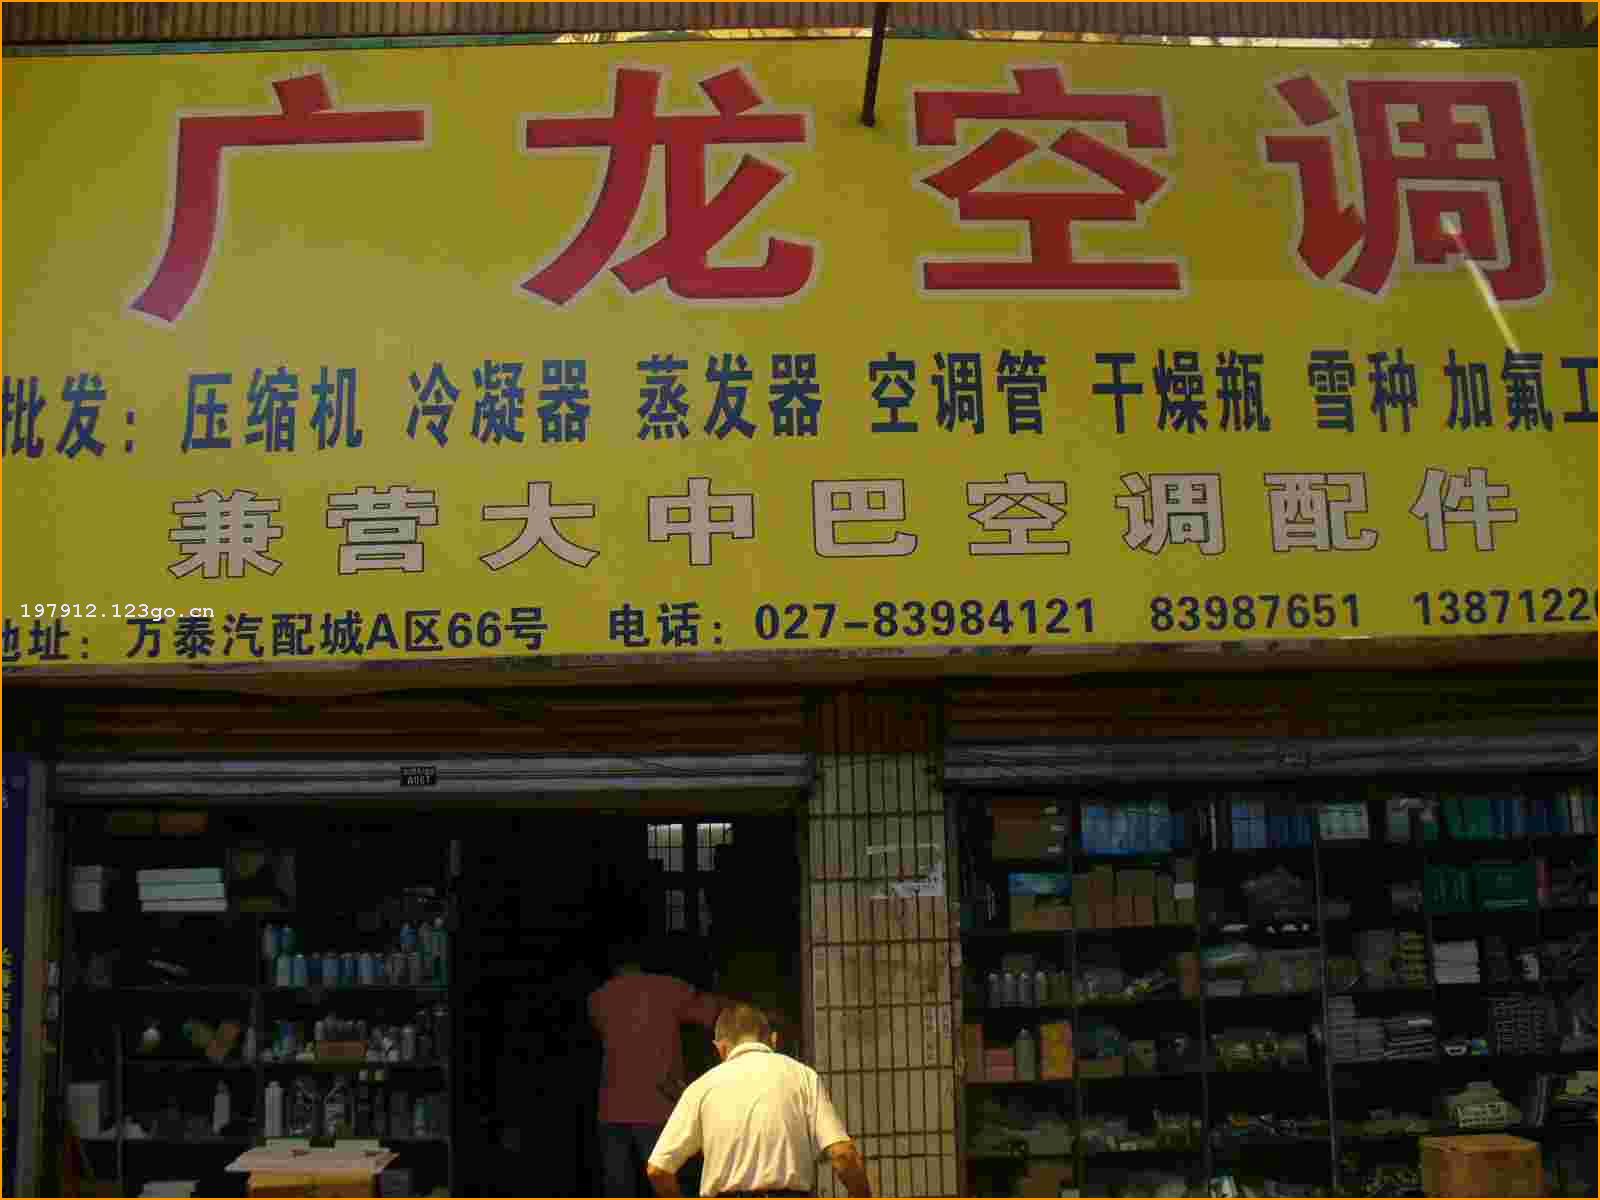 广龙空调
批发：压缩机 冷凝器 蒸发器 空调管 干燥瓶 雪种 加氟工
兼营大中巴空调配件
197912.123go.cn
地址：万泰汽配城A区66号 电话：027-83984121 83987651 1387122